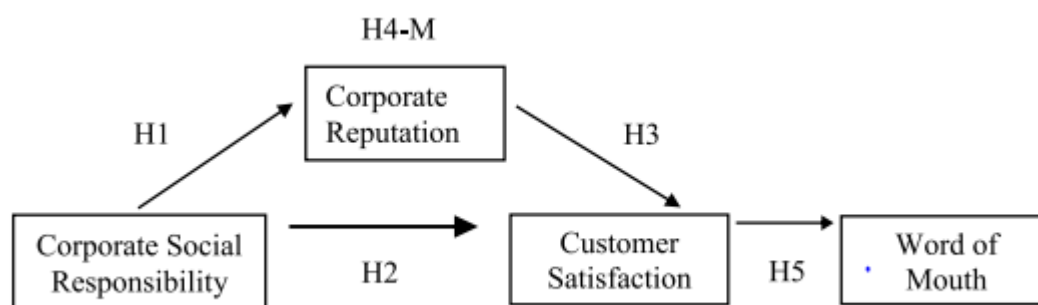 H4-M
Corporate
Reputation
H1
H3
Corporate Social
Responsibility
H2
Customer
Satisfaction
H5
Word of
Mouth